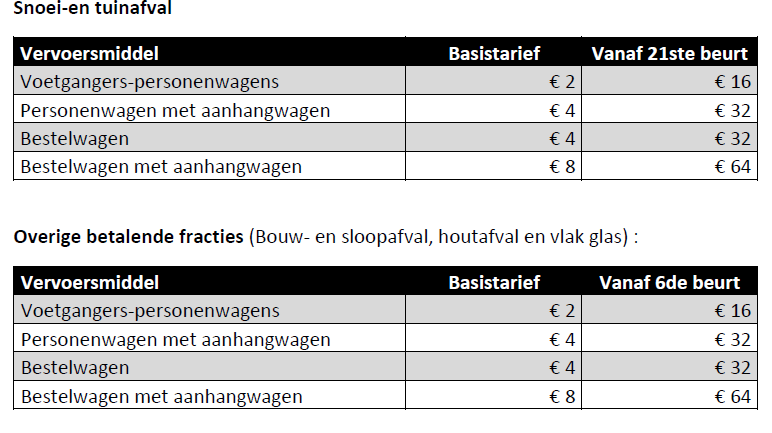 Snoei-en tuinafval
Vervoersmiddel Basistarief Vanaf 21ste beurt
Voetgangers-personenwagens € 2 € 16
Personenwagen met aanhangwagen € 4 € 32
Bestelwagen € 4 € 32
Bestelwagen met aanhangwagen € 8 € 64
Overige betalende fracties (Bouw- en sloopafval, houtafval en vlak glas) :
Vervoersmiddel Basistarief Vanaf 6de beurt
Voetgangers-personenwagens € 2 € 16
Personenwagen met aanhangwagen € 4 € 32
Bestelwagen € 4 € 32
Bestelwagen met aanhangwagen € 8 € 64